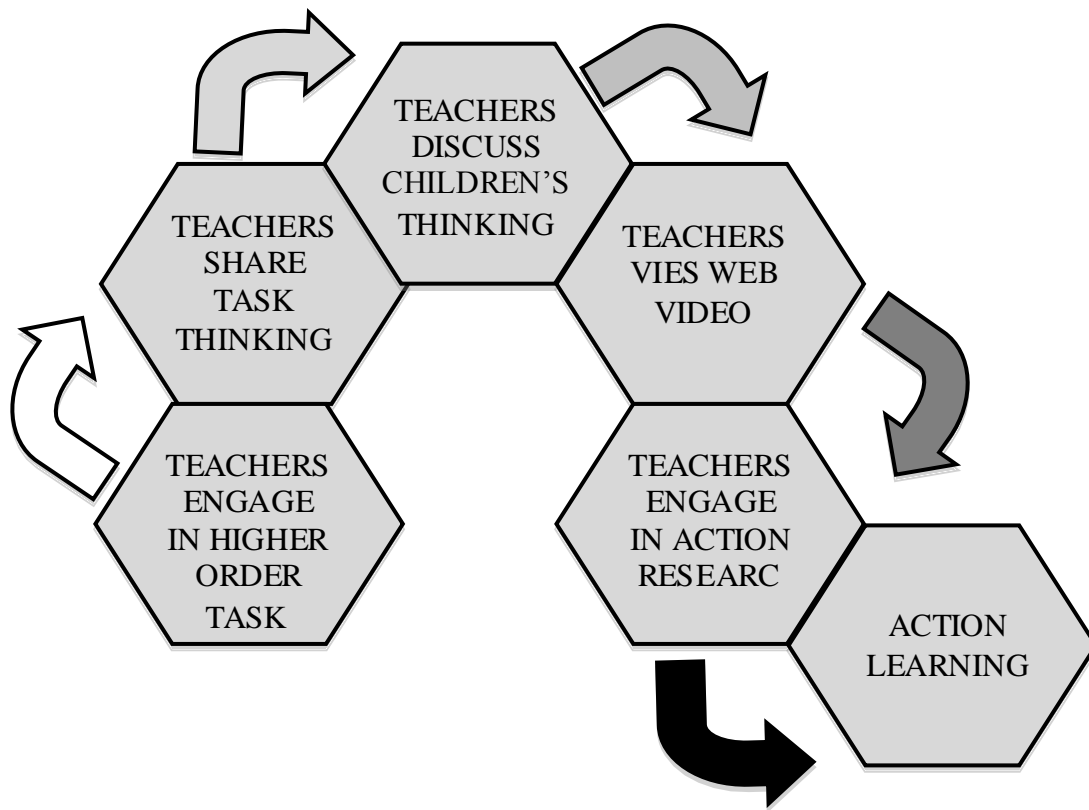 TEACHERS
ENGAGE
IN HIGHER
ORDER
TASK
TEACHERS
SHARE
TASK
THINKING
TEACHERS
DISCUSS
CHILDREN'S
THINKING
TEACHERS
VIES WEB
VIDEO
TEACHERS
ENGAGE
IN ACTION
RESEARC
ACTION
LEARNING